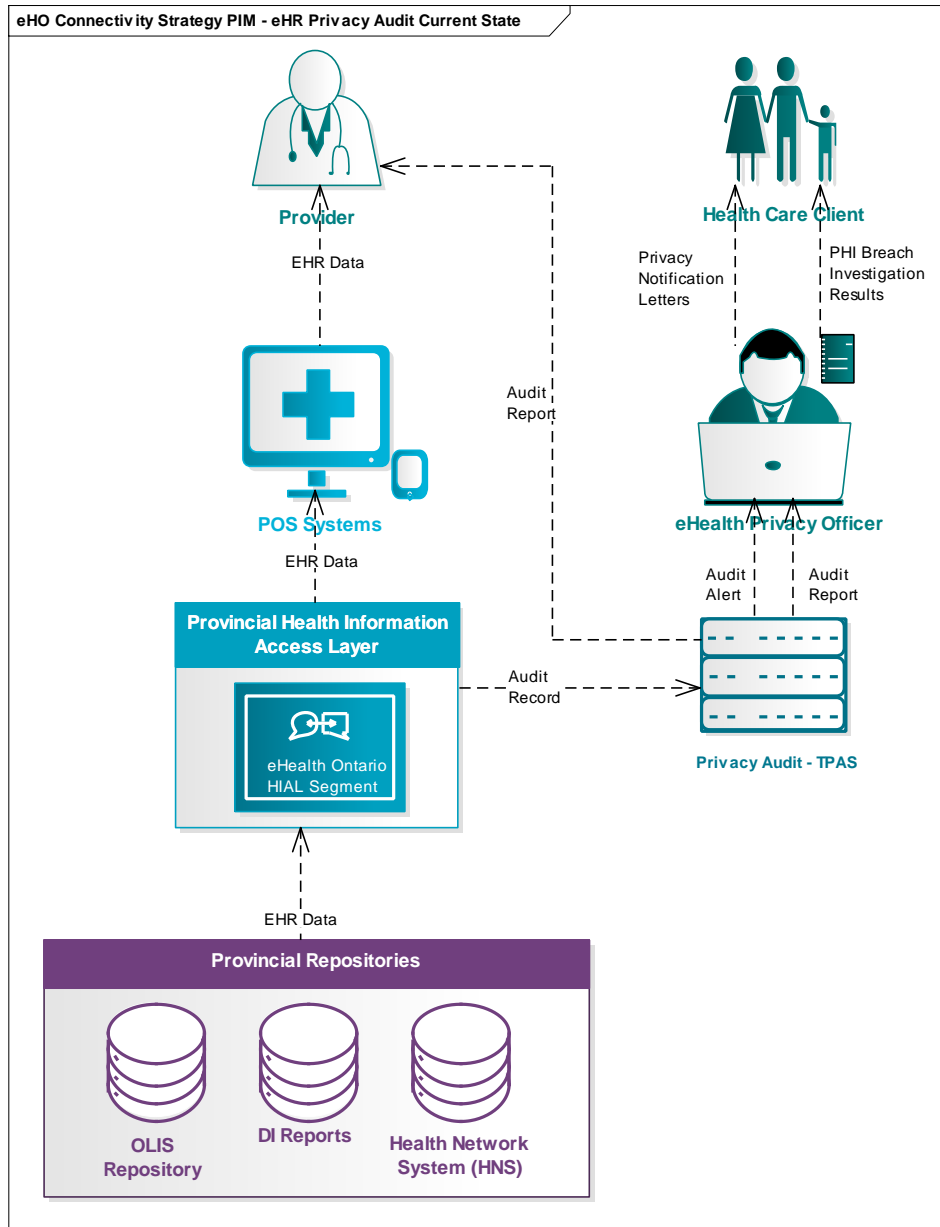 eHO Connectivity Strategy PIM - eHR Privacy Audit Current State
Provider
Health Care Client
EHR Data
Privacy
Notification
Letters
PHI Breach
Investigation
Results
Audit
Report
POS Systems
eHealth Privacy Officer
EHR Data
Audit
Alert
Audit
Report
Provincial Health Information
Access Layer
Audit
Record
eHealth Ontario
HIAL Segment
Privacy Audit - TPAS
EHR Data
Provincial Repositories
OLIS
Repository
DI Reports
Health Network
System (HNS)